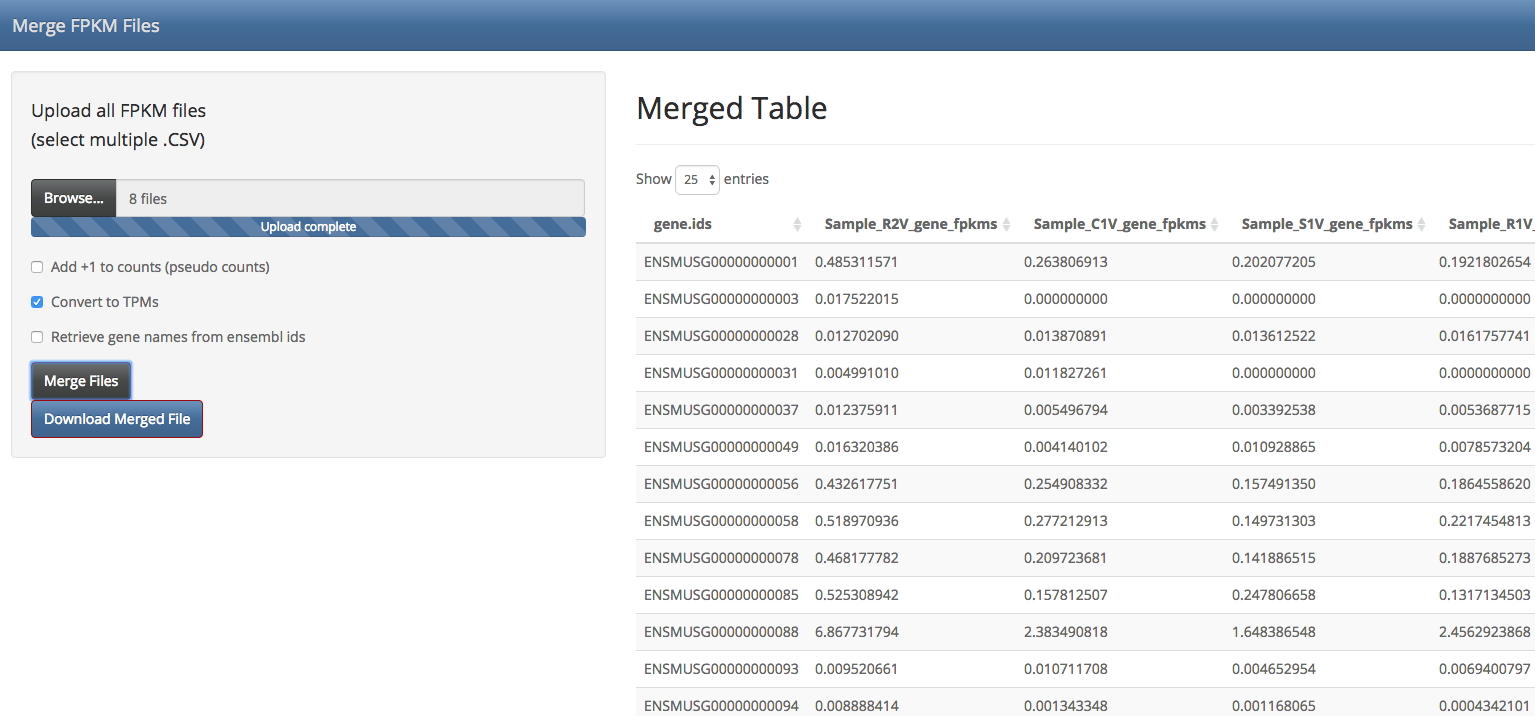 Merge FPKM Files
Upload all FPKM files
(select multiple .CSV)
Browse... 8 files
Upload complete
Add +1 to counts (pseudo counts)
Convert to TPMs
Retrieve gene names from ensembl ids
Merge Files
Download Merged File
Merged Table
Show 25 entries
gene.ids Sample_R2V_gene_fpkms Sample_C1V_gene_fpkms Sample_S1V_gene_fpkms Sample_R1V_
ENSMUSG00000000001 0.485311571 0.263806913 0.202077205 0.1921802654
ENSMUSG00000000003 0.017522015 0.000000000 0.000000000 0.0000000000
ENSMUSG00000000028 0.012702090 0.013870891 0.013612522 0.0161757741
ENSMUSG00000000031 0.004991010 0.011827261 0.000000000 0.0000000000
ENSMUSG00000000037 0.012375911 0.005496794 0.003392538 0.0053687715
ENSMUSG00000000049 0.016320386 0.004140102 0.010928865 0.0078573204
ENSMUSG00000000056 0.432617751 0.254908332 0.157491350 0.1864558620
ENSMUSG00000000058 0.518970936 0.277212913 0.149731303 0.2217454813
ENSMUSG00000000078 0.468177782 0.209723681 0.141886515 0.1887685273
ENSMUSG00000000085 0.525308942 0.157812507 0.247806658 0.1317134503
ENSMUSG00000000088 6.867731794 2.383490818 1.648386548 2.4562923868
ENSMUSG00000000093 0.009520661 0.010711708 0.004652954 0.0069400797
ENSMUSG00000000094 0.008888414 0.001343348 0.001168065 0.0004342101